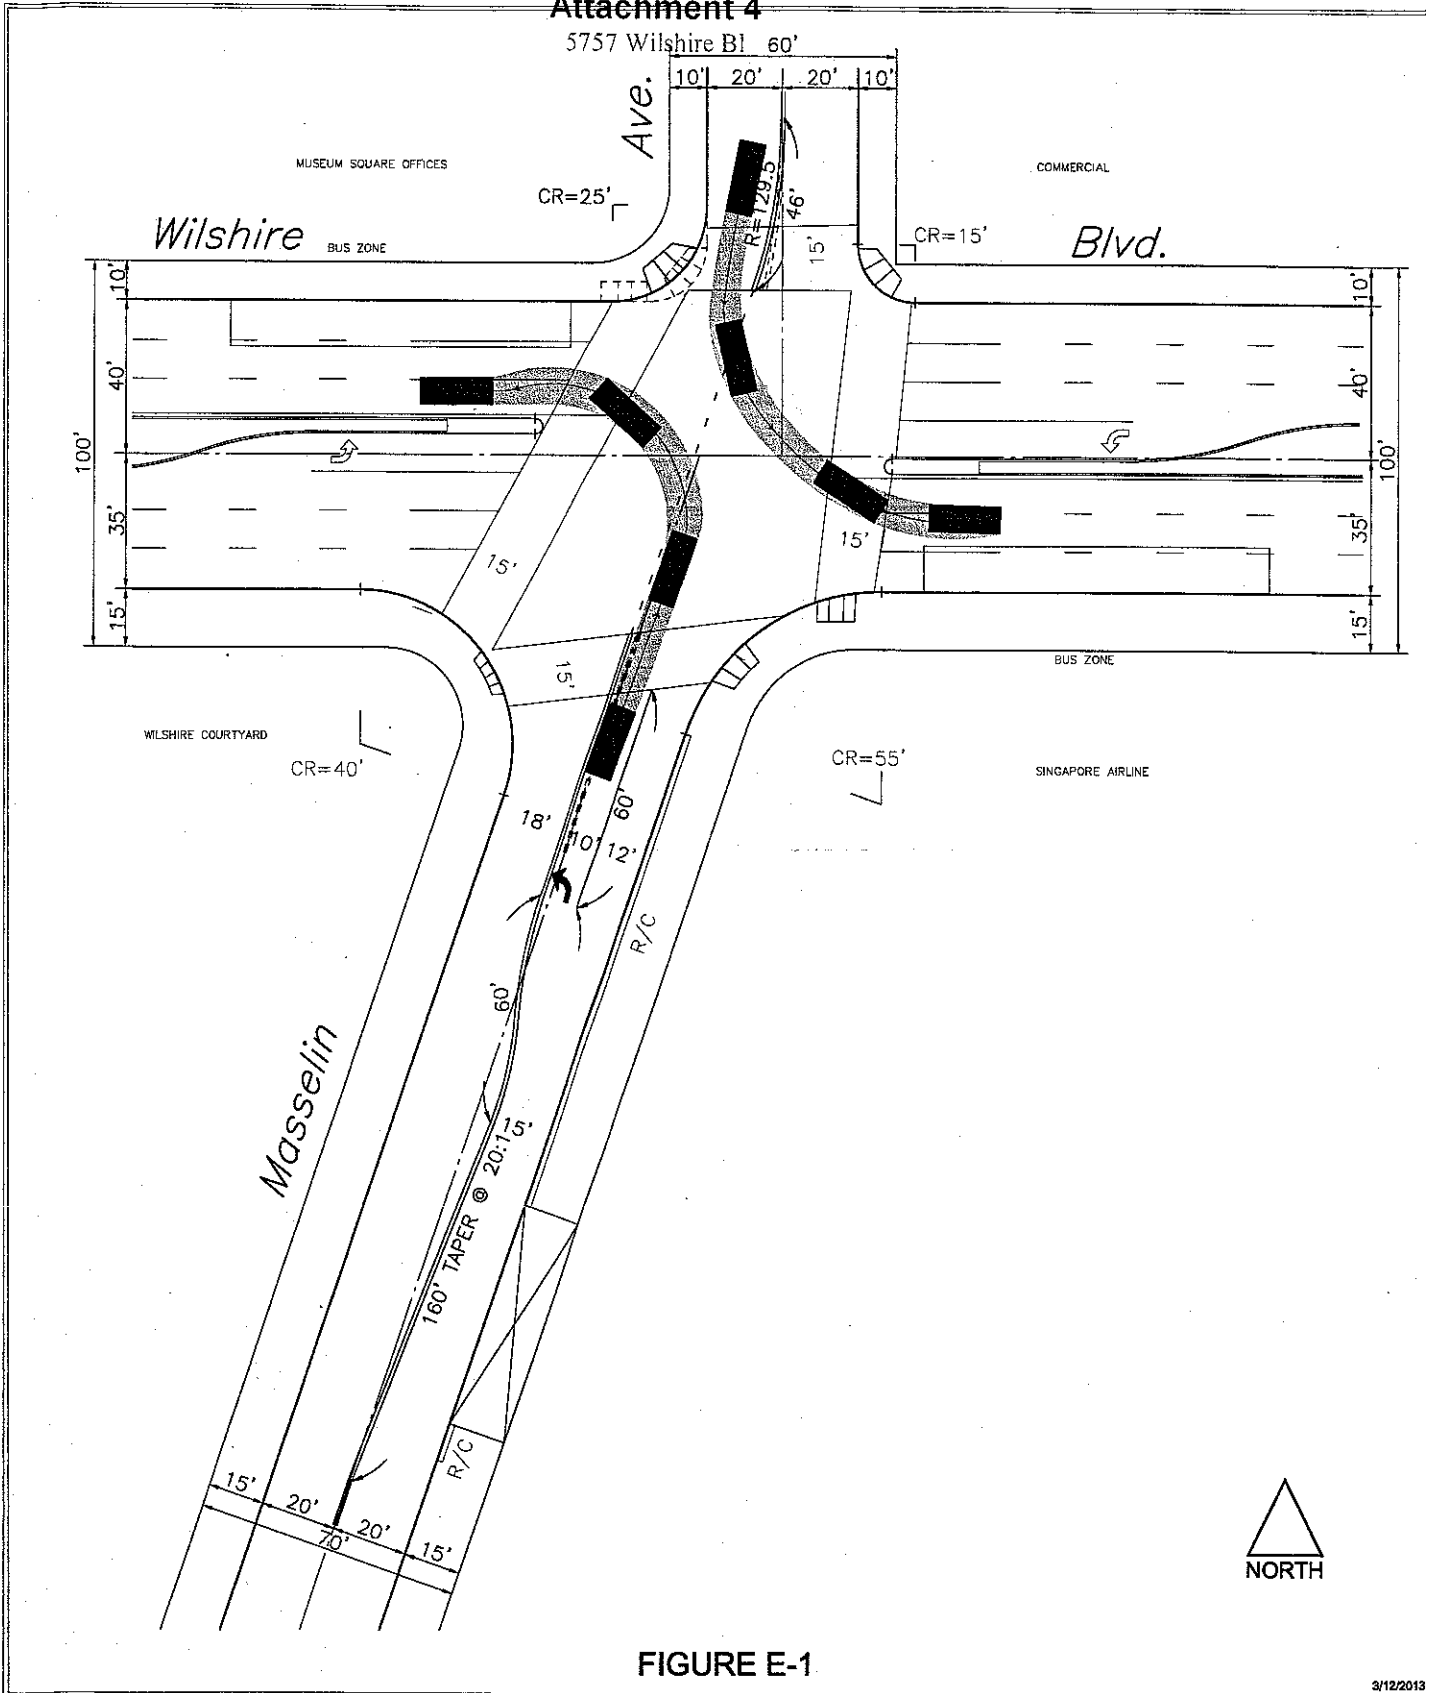 Attachment 4
5757 Wilshire Bl
60'
10'
20'
20'
10'
Ave.
MUSEUM SQUARE OFFICES
COMMERCIAL
CR=25'
R=129.5
46'
15'
CR=15'
Wilshire
BUS ZONE
Blvd.
10'
10'
40'
40'
100'
100'
35'
35'
15'
15'
15'
15'
15'
BUS ZONE
WILSHIRE COURTYARD
CR=40'
CR=55'
SINGAPORE AIRLINE
18'
10'
12'
60'
R/C
60'
Masselin
15'
160' TAPER @ 20:1
R/C
15'
20'
20'
15'
70'
NORTH
FIGURE E-1
3/12/2013